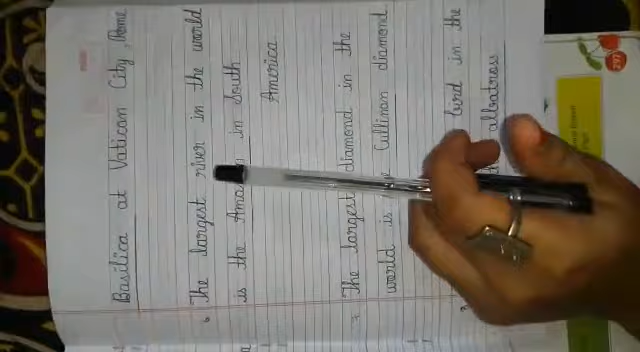 Basilica at Vatican City, Rome
6 The largest river in the world
is the in South
America
7 The largest diamond in the
world is Cullinan diamond.
bird in the
albatross
297